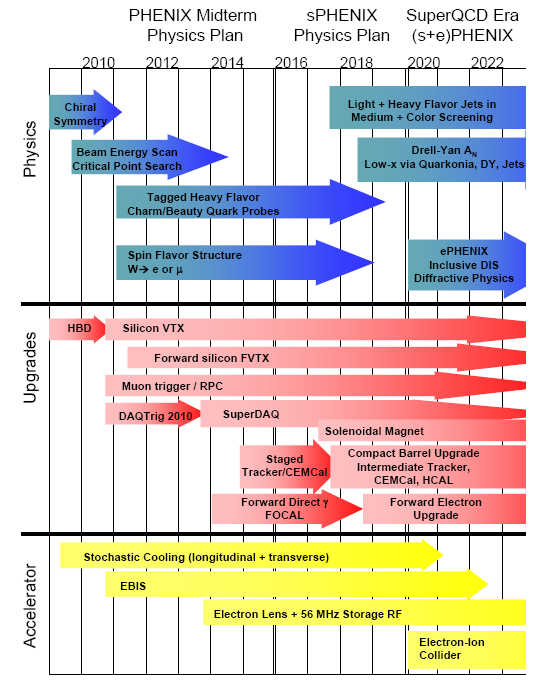 PHENIX Midterm
Physics Plan
sPHENIX
Physics Plan
SuperQCD Era
(s+e)PHENIX
2010 2012 2014 2016 2018 2020 2022
Physics
Chiral
Symmetry
Light + Heavy Flavor Jets in
Medium + Color Screening
Beam Energy Scan
Critical Point Search
Drell-Yan AN
Low-x via Quarkonia, DY, Jets
Tagged Heavy Flavor
Charm/Beauty Quark Probes
Spin Flavor Structure
W→ e or μ
ePHENIX
Inclusive DIS
Diffractive Physics
Upgrades
HBD
Silicon VTX
Forward silicon FVTX
Muon trigger / RPC
DAQTrig 2010
SuperDAQ
Solenoidal Magnet
Staged
Tracker/CEMCal
Compact Barrel Upgrade
Intermediate Tracker,
CEMCal, HCAL
Forward Direct γ
FOCAL
Forward Electron
Upgrade
Accelerator
Stochastic Cooling (longitudinal + transverse)
EBIS
Electron Lens + 56 MHz Storage RF
Electron-Ion
Collider